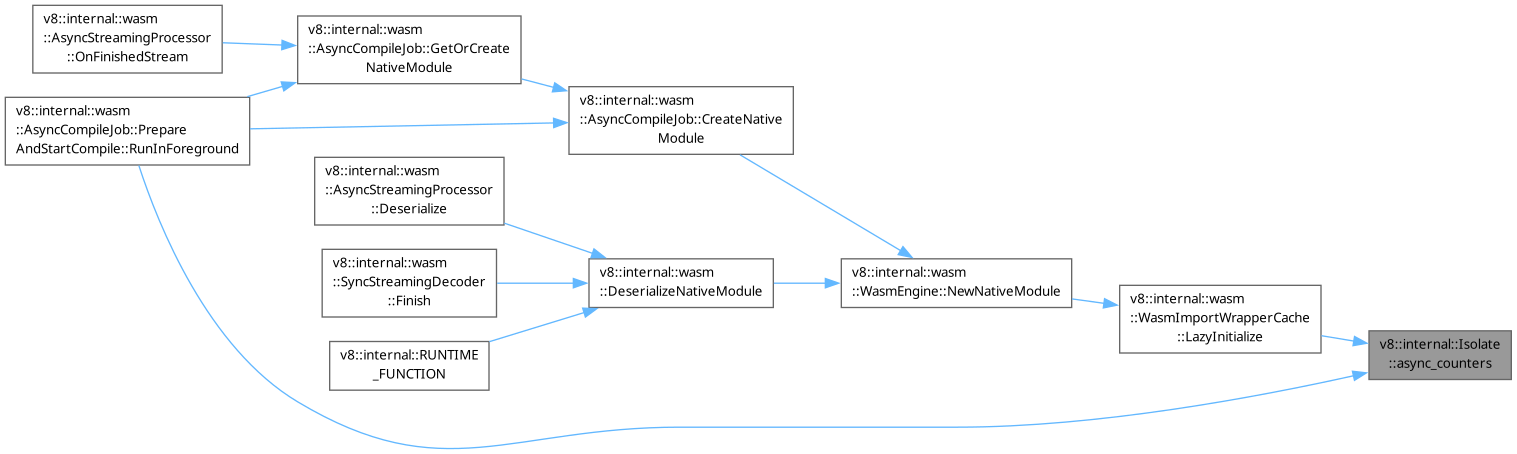 v8::internal::wasm
::AsyncStreamingProcessor
::OnFinishedStream
v8::internal::wasm
::AsyncCompileJob::GetOrCreate
NativeModule
v8::internal::wasm
::AsyncCompileJob::Prepare
AndStartCompile::RunInForeground
v8::internal::wasm
::AsyncCompileJob::CreateNative
Module
v8::internal::wasm
::AsyncStreamingProcessor
::Deserialize
v8::internal::wasm
::SyncStreamingDecoder
::Finish
v8::internal::wasm
::DeserializeNativeModule
v8::internal::wasm
::WasmEngine::NewNativeModule
v8::internal::wasm
::WasmImportWrapperCache
::LazyInitialize
v8::internal::Isolate
::async_counters
v8::internal::RUNTIME
_FUNCTION